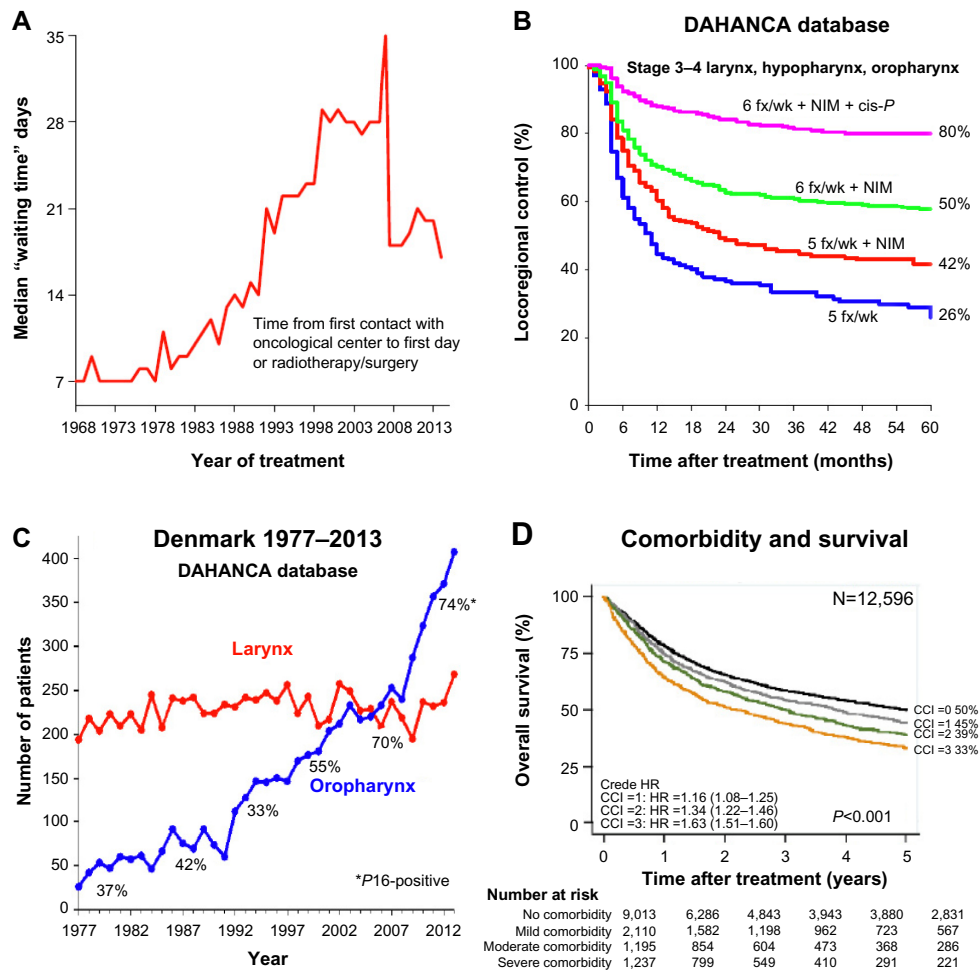 A
35
28
21
14
7
Median “waiting time” days
Time from first contact with
oncological center to first day
or radiotherapy/surgery
1968 1973 1978 1983 1988 1993 1998 2003 2008 2013
Year of treatment
B
DAHANCA database
Stage 3–4 larynx, hypopharynx, oropharynx
100
80
60
40
20
0
Locoregional control (%)
6 fx/wk + NIM + cis-P
80%
6 fx/wk + NIM
50%
5 fx/wk + NIM
42%
5 fx/wk
26%
0 6 12 18 24 30 36 42 48 54 60
Time after treatment (months)
C
Denmark 1977–2013
DAHANCA database
400
350
300
250
200
150
100
50
0
Number of patients
74%*
Larynx
70%
55%
Oropharynx
33%
42%
37%
*P16-positive
1977 1982 1987 1992 1997 2002 2007 2012
Year
D
Comorbidity and survival
N=12,596
100
75
50
25
0
Overall survival (%)
CCI =0 50%
CCI =1 45%
CCI =2 39%
CCI =3 33%
Crede HR
CCI =1: HR =1.16 (1.08–1.25)
CCI =2: HR =1.34 (1.22–1.46)
CCI =3: HR =1.63 (1.51–1.60)
P<0.001
0 1 2 3 4 5
Time after treatment (years)
Number at risk
No comorbidity 9,013 6,286 4,843 3,943 3,880 2,831
Mild comorbidity 2,110 1,582 1,198 962 723 567
Moderate comorbidity 1,195 854 604 473 368 286
Severe comorbidity 1,237 799 549 410 291 221